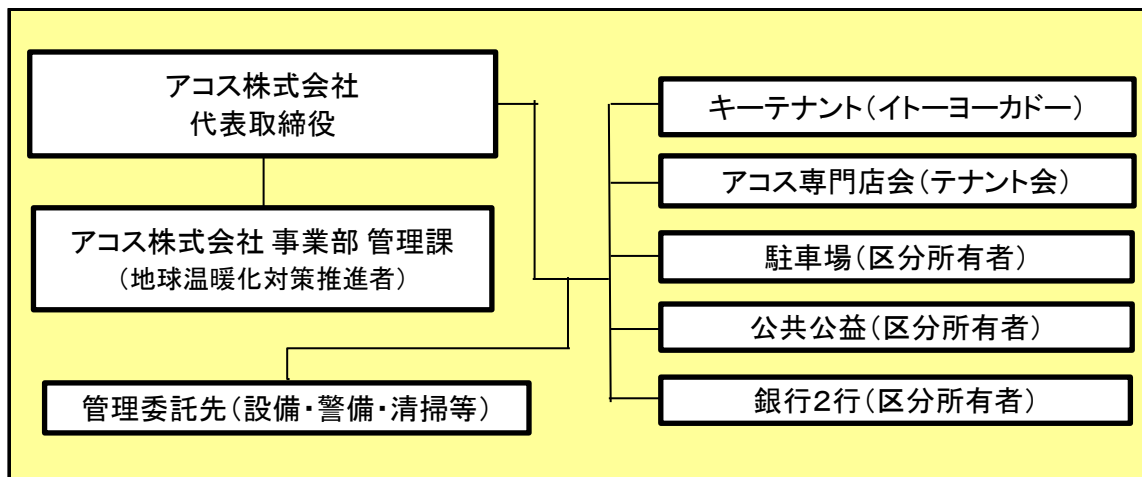 アコス株式会社
代表取締役
アコス株式会社 事業部 管理課
（地球温暖化対策推進者）
管理委託先（設備・警備・清掃等）
キーテナント（イトーヨーカドー）
アコス専門店会（テナント会）
駐車場（区分所有者）
公共公益（区分所有者）
銀行２行（区分所有者）